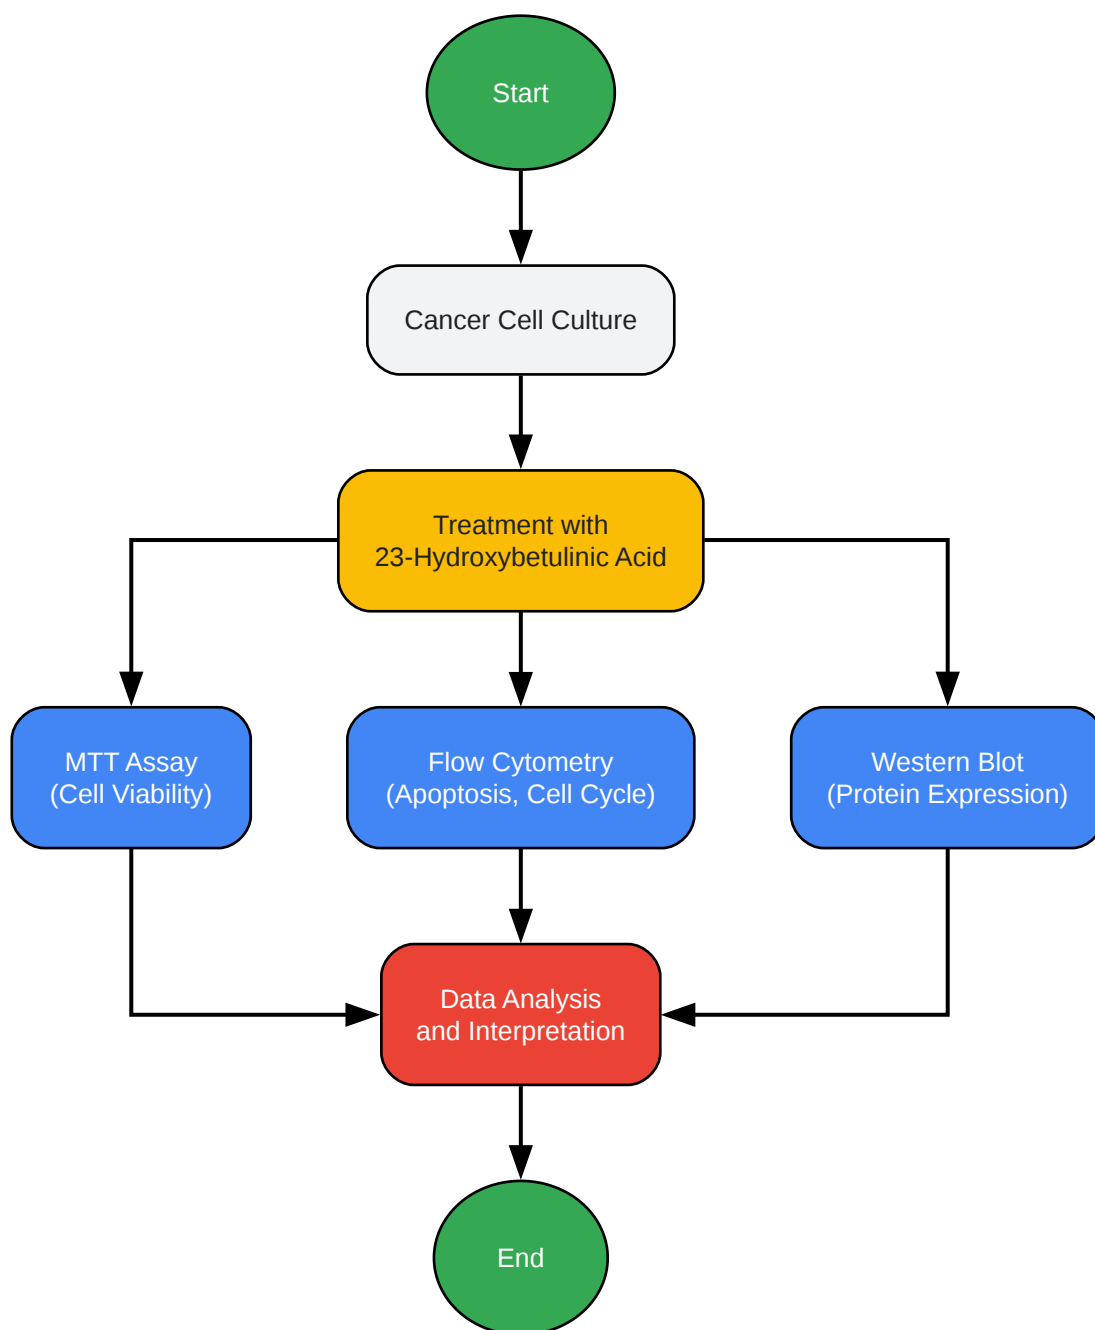 Start
Cancer Cell Culture
Treatment with
23-Hydroxybetulinic Acid
MTT Assay
(Cell Viability)
Flow Cytometry
(Apoptosis, Cell Cycle)
Western Blot
(Protein Expression)
Data Analysis
and Interpretation
End